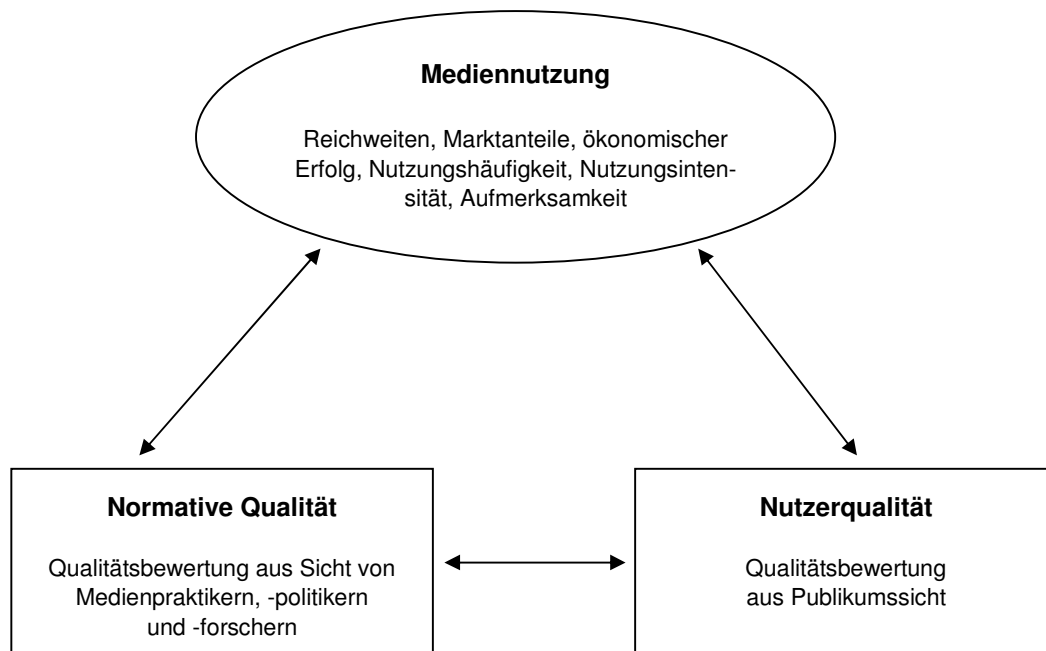 Mediennutzung
Reichweiten, Marktanteile, ökonomischer
Erfolg, Nutzungshäufigkeit, Nutzungsinten-
sität, Aufmerksamkeit
Normative Qualität
Qualitätsbewertung aus Sicht von
Medienpraktikern, -politikern
und -forschern
Nutzerqualität
Qualitätsbewertung
aus Publikumssicht